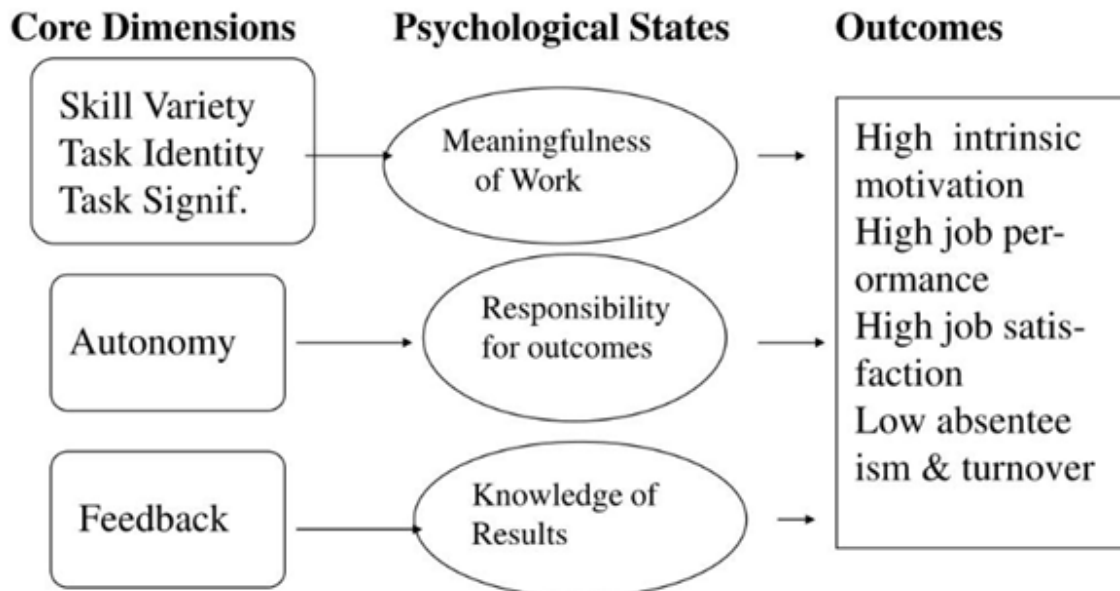 Core Dimensions
Psychological States
Outcomes
Skill Variety
Task Identity
Task Signif.
Meaningfulness
of Work
High intrinsic
motivation
High job per-
ormance
High job satis-
faction
Low absentee
ism & turnover
Autonomy
Responsibility
for outcomes
Feedback
Knowledge of
Results